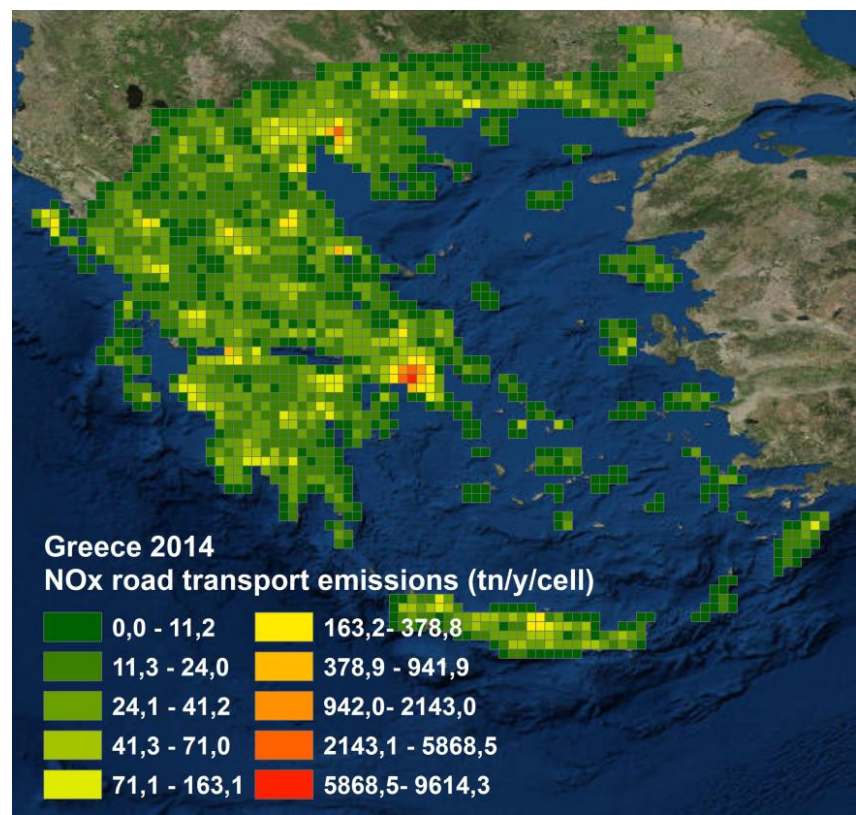 Greece 2014
NOx road transport emissions (tn/y/cell)
0,0 - 11,2
11,3 - 24,0
24,1 - 41,2
41,3 - 71,0
71,1 - 163,1
163,2- 378,8
378,9 - 941,9
942,0- 2143,0
2143,1 - 5868,5
5868,5- 9614,3